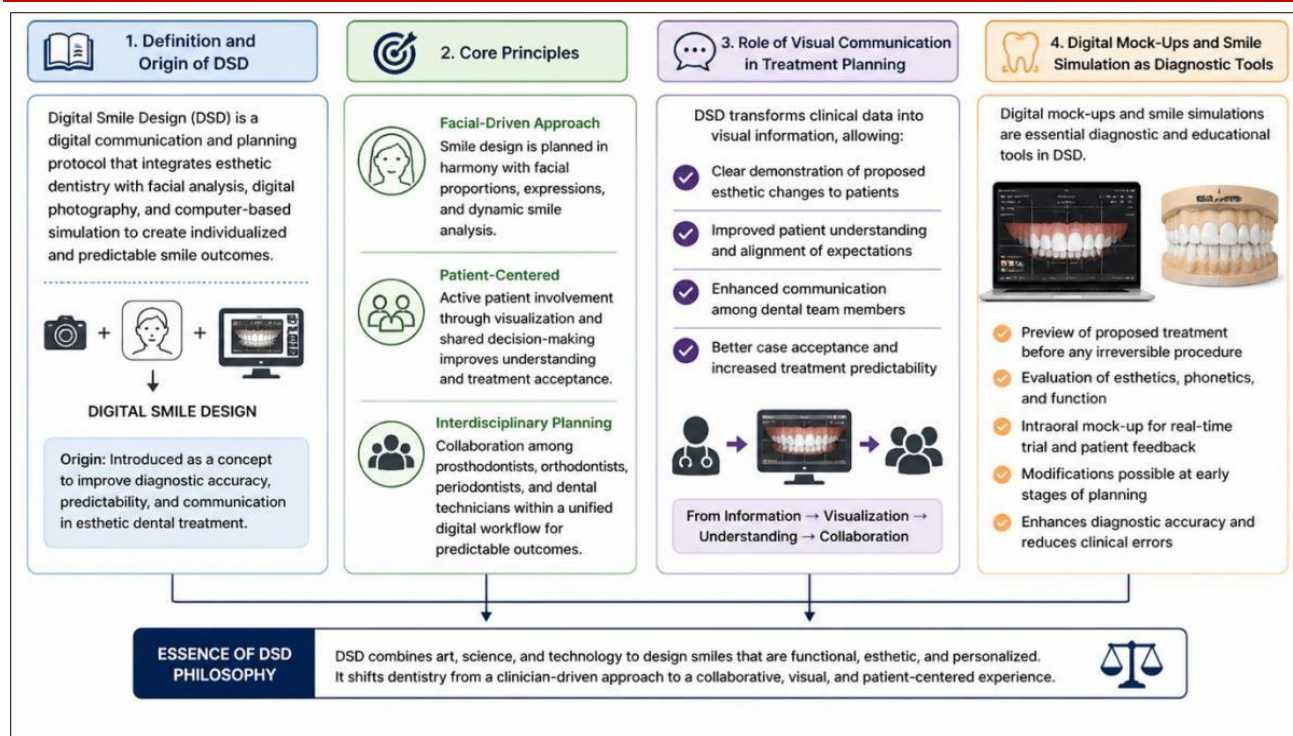 1. Definition and
Origin of DSD
Digital Smile Design (DSD) is a
digital communication and planning
protocol that integrates esthetic
dentistry with facial analysis, digital
photography, and computer-based
simulation to create individualized
and predictable smile outcomes.
+
+
DIGITAL SMILE DESIGN
Origin: Introduced as a concept
to improve diagnostic accuracy,
predictability, and communication
in esthetic dental treatment.
2. Core Principles
Facial-Driven Approach
Smile design is planned in
harmony with facial
proportions, expressions,
and dynamic smile
analysis.
Patient-Centered
Active patient involvement
through visualization and
shared decision-making
improves understanding
and treatment acceptance.
Interdisciplinary Planning
Collaboration among
prosthodontists, orthodontists,
periodontists, and dental
technicians within a unified
digital workflow for
predictable outcomes.
3. Role of Visual Communication
in Treatment Planning
DSD transforms clinical data into
visual information, allowing:
Clear demonstration of proposed
esthetic changes to patients
Improved patient understanding
and alignment of expectations
Enhanced communication
among dental team members
Better case acceptance and
increased treatment predictability
From Information → Visualization →
Understanding → Collaboration
4. Digital Mock-Ups and Smile
Simulation as Diagnostic Tools
Digital mock-ups and smile simulations
are essential diagnostic and educational
tools in DSD.
Preview of proposed treatment
before any irreversible procedure
Evaluation of esthetics, phonetics,
and function
Intraoral mock-up for real-time
trial and patient feedback
Modifications possible at early
stages of planning
Enhances diagnostic accuracy and
reduces clinical errors
ESSENCE OF DSD
PHILOSOPHY
DSD combines art, science, and technology to design smiles that are functional, esthetic, and personalized.
It shifts dentistry from a clinician-driven approach to a collaborative, visual, and patient-centered experience.